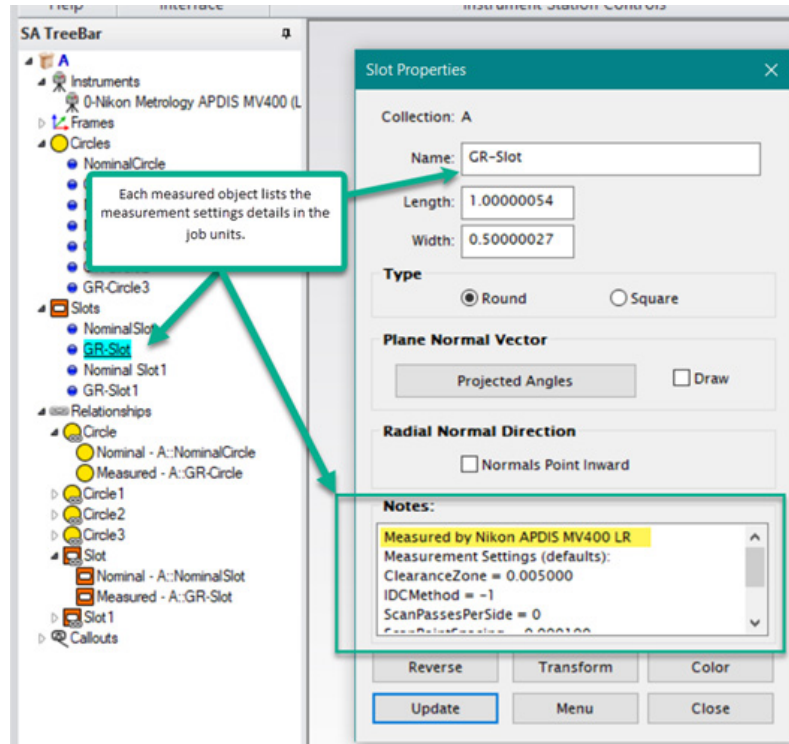 Help
Interface
Instrument Station Controls
SA TreeBar
A
Instruments
0-Nikon Metrology APDIS MV400 (L
Frames
Circles
NominalCircle
GR-Circle3
Slots
NominalSlot
GR-Slot
Nominal Slot1
GR-Slot1
Relationships
Circle
Nominal - A::NominalCircle
Measured - A::GR-Circle
Circle1
Circle2
Circle3
Slot
Nominal - A::NominalSlot
Measured - A::GR-Slot
Slot1
Callouts
Each measured object lists the
measurement settings details in the
job units.
Slot Properties
Collection: A
Name: GR-Slot
Length: 1.00000054
Width: 0.50000027
Type
Round
Square
Plane Normal Vector
Projected Angles
Draw
Radial Normal Direction
Normals Point Inward
Notes:
Measured by Nikon APDIS MV400 LR
Measurement Settings (defaults):
ClearanceZone = 0.005000
IDCMethod = -1
ScanPassesPerSide = 0
ScanPointSpacing = 0.000100
Reverse
Transform
Color
Update
Menu
Close